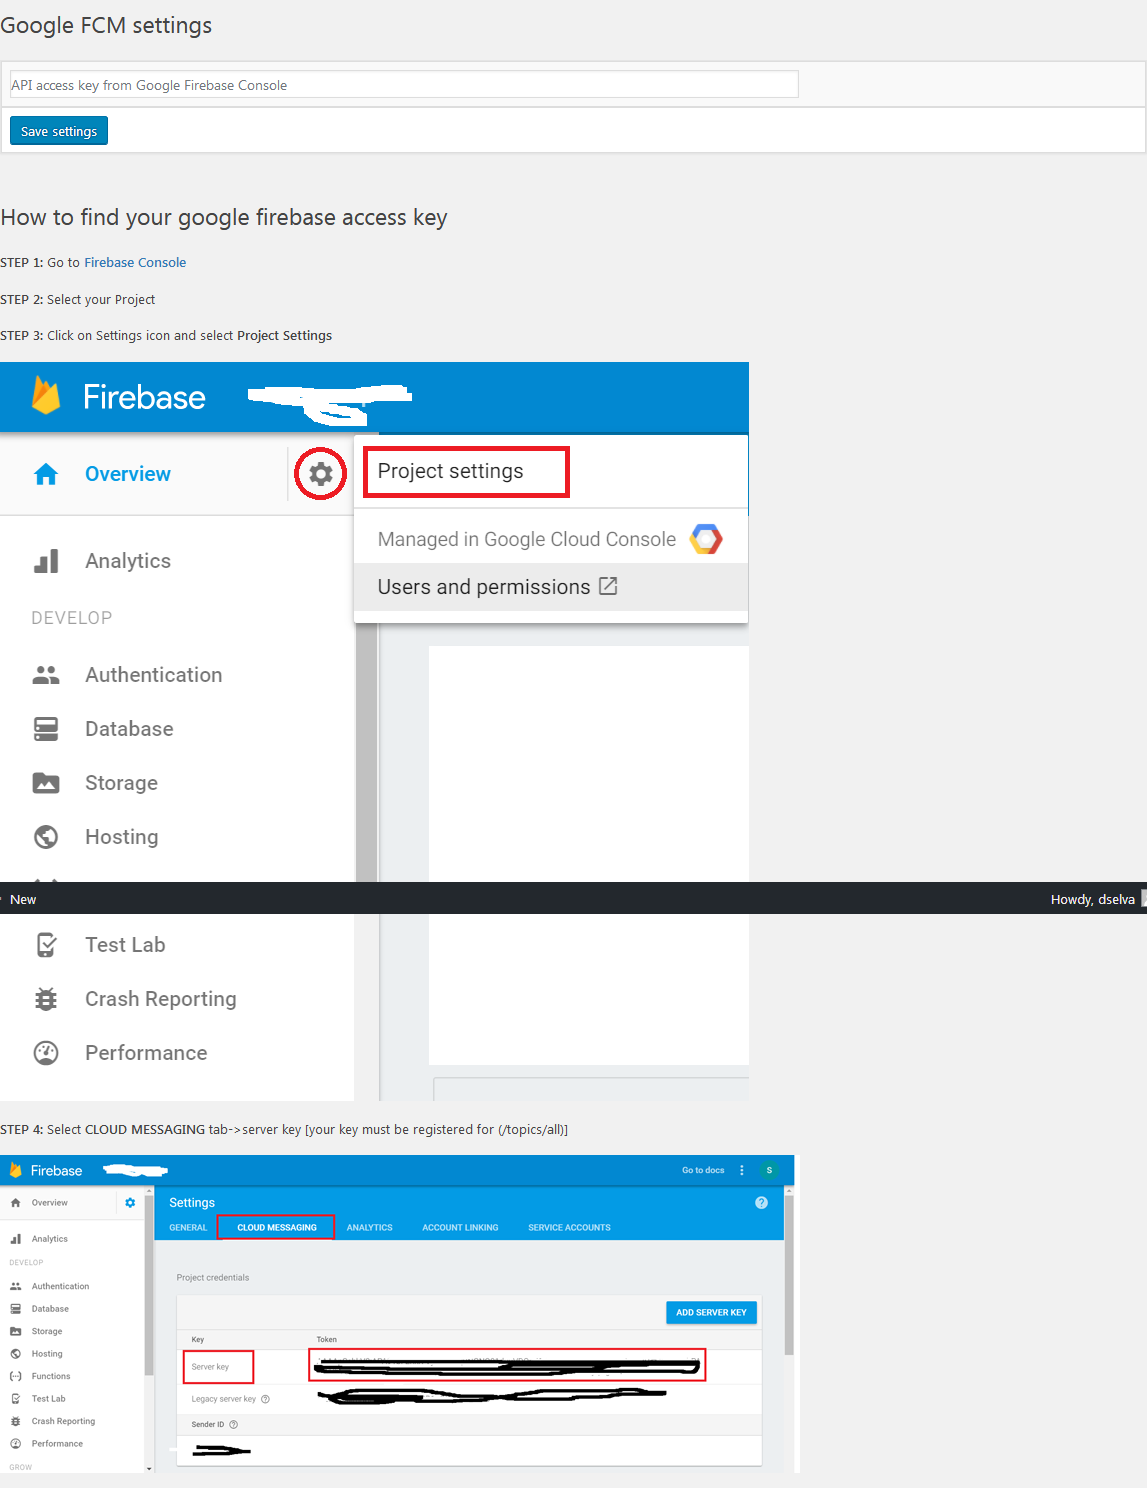 Google FCM settings
API access key from Google Firebase Console
Save settings
How to find your google firebase access key
STEP 1: Go to Firebase Console
STEP 2: Select your Project
STEP 3: Click on Settings icon and select Project Settings
Firebase
Overview
Project settings
Managed in Google Cloud Console
Users and permissions
Analytics
DEVELOP
Authentication
Database
Storage
Hosting
New
Howdy, dselva
Test Lab
Crash Reporting
Performance
STEP 4: Select CLOUD MESSAGING tab->server key [your key must be registered for (/topics/all)]
Firebase
Go to docs
S
Overview
Settings
?
GENERAL CLOUD MESSAGING ANALYTICS ACCOUNT LINKING SERVICE ACCOUNTS
Analytics
DEVELOP
Authentication
Database
Storage
Hosting
Functions
Test Lab
Crash Reporting
Performance
GROW
Project credentials
ADD SERVER KEY
Key Token
Server key
Legacy server key ?
Sender ID ?